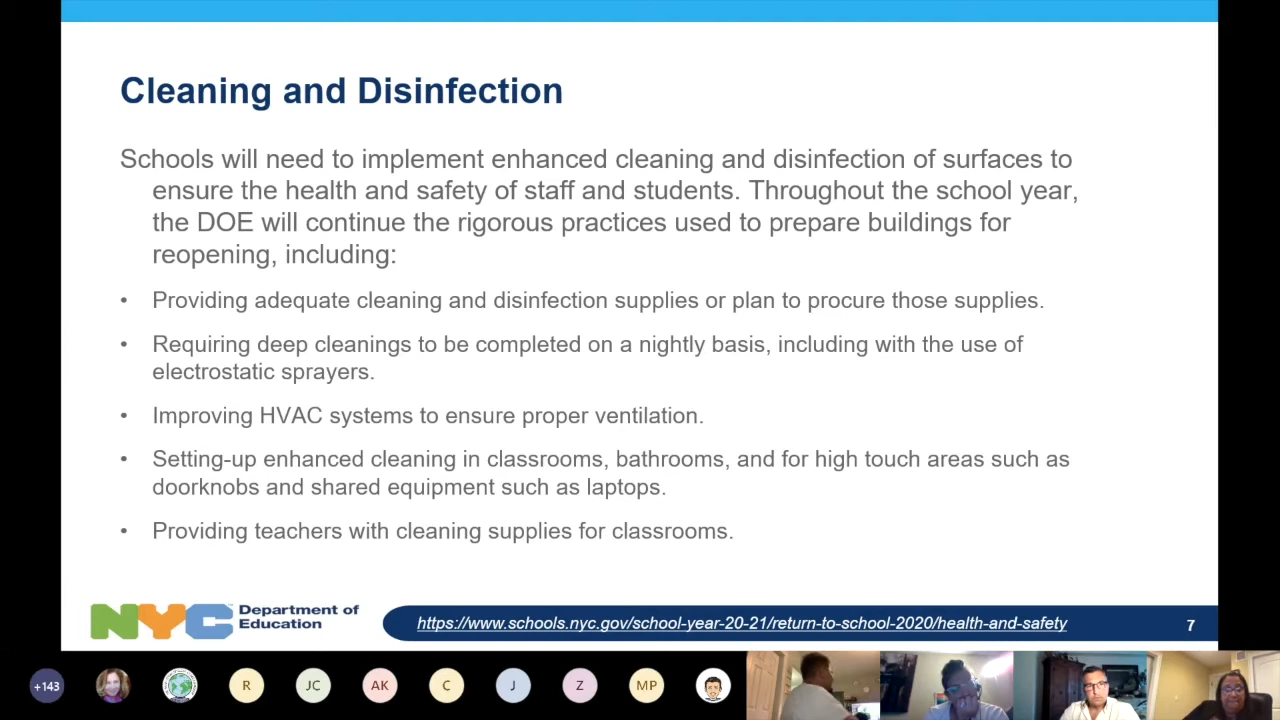 Cleaning and Disinfection
Schools will need to implement enhanced cleaning and disinfection of surfaces to
ensure the health and safety of staff and students. Throughout the school year,
the DOE will continue the rigorous practices used to prepare buildings for
reopening, including:
• Providing adequate cleaning and disinfection supplies or plan to procure those supplies.
• Requiring deep cleanings to be completed on a nightly basis, including with the use of
electrostatic sprayers.
• Improving HVAC systems to ensure proper ventilation.
• Setting-up enhanced cleaning in classrooms, bathrooms, and for high touch areas such as
doorknobs and shared equipment such as laptops.
• Providing teachers with cleaning supplies for classrooms.
NYC Department of
Education
https://www.schools.nyc.gov/school-year-20-21/return-to-school-2020/health-and-safety
7
+143
R
JC
AK
C
J
Z
MP